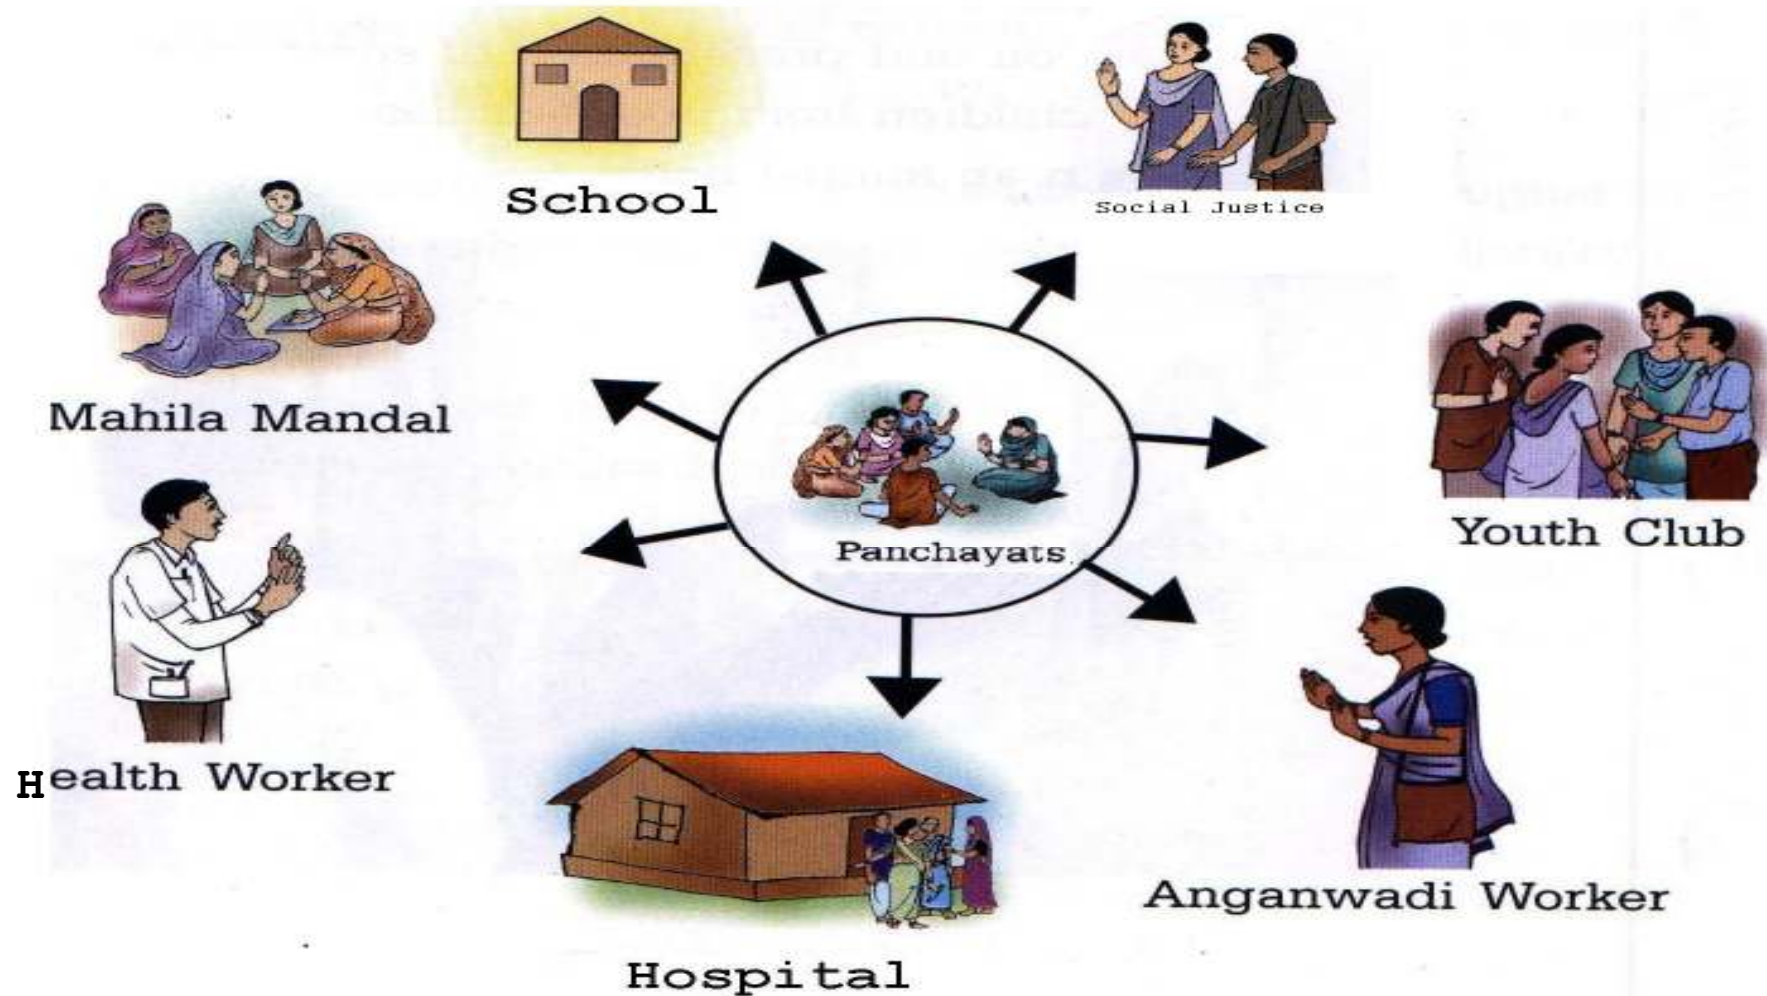 School
Social Justice
Mahila Mandal
Youth Club
Panchayats
Health Worker
Anganwadi Worker
Hospital